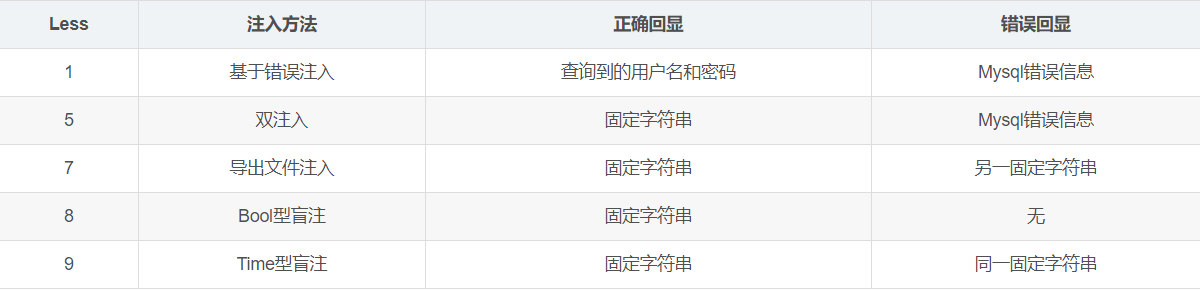 Less 注入方法 正确回显 错误回显
1 基于错误注入 查询到的用户名和密码 Mysql错误信息
5 双注入 固定字符串 Mysql错误信息
7 导出文件注入 固定字符串 另一固定字符串
8 Bool型盲注 固定字符串 无
9 Time型盲注 固定字符串 同一固定字符串